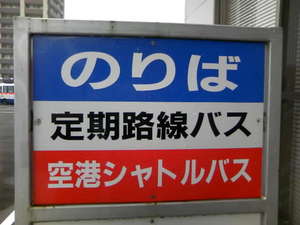 のりば
定期路線バス
空港シャトルバス